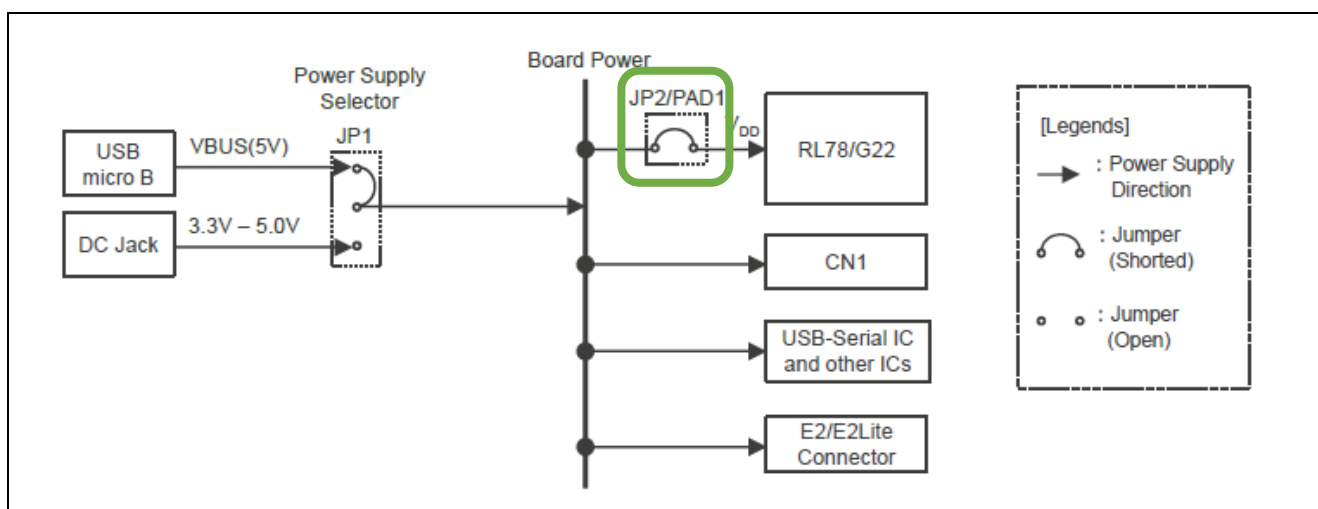 Board Power
Power Supply
Selector
JP1
JP2/PAD1
VDD
USB
micro B
VBUS(5V)
DC Jack
3.3V – 5.0V
RL78/G22
CN1
USB-Serial IC
and other ICs
E2/E2Lite
Connector
[Legends]
: Power Supply
Direction
: Jumper
(Shorted)
: Jumper
(Open)